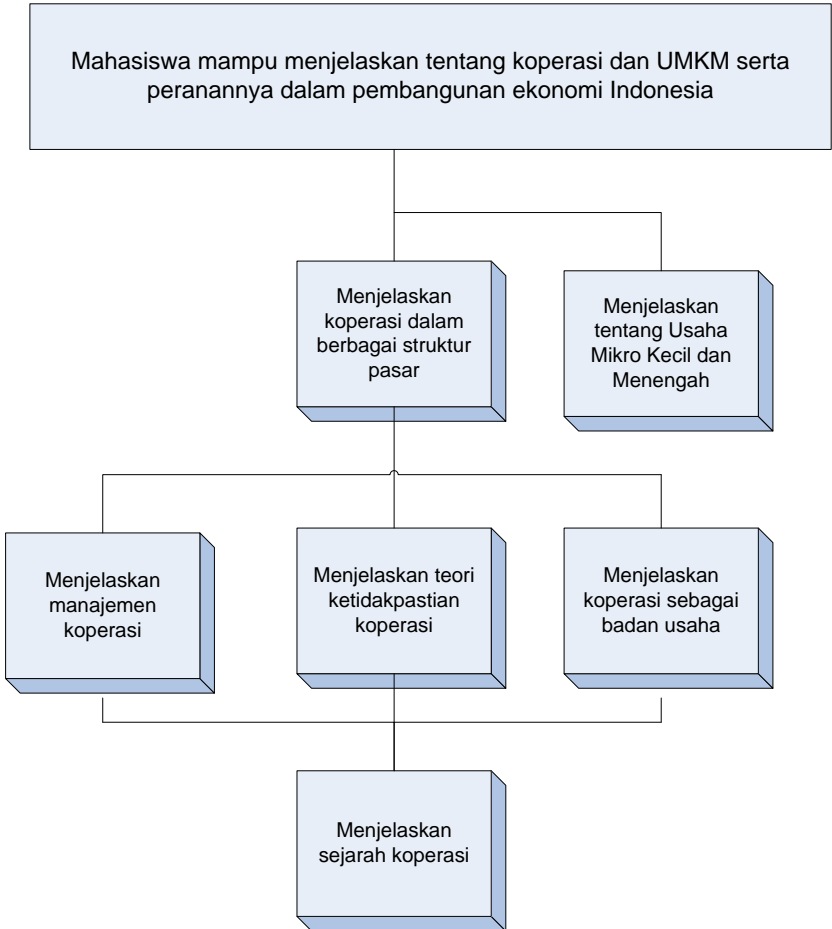 Mahasiswa mampu menjelaskan tentang koperasi dan UMKM serta
peranannya dalam pembangunan ekonomi Indonesia
Menjelaskan
koperasi dalam
berbagai struktur
pasar
Menjelaskan
tentang Usaha
Mikro Kecil dan
Menengah
Menjelaskan
manajemen
koperasi
Menjelaskan teori
ketidakpastian
koperasi
Menjelaskan
koperasi sebagai
badan usaha
Menjelaskan
sejarah koperasi